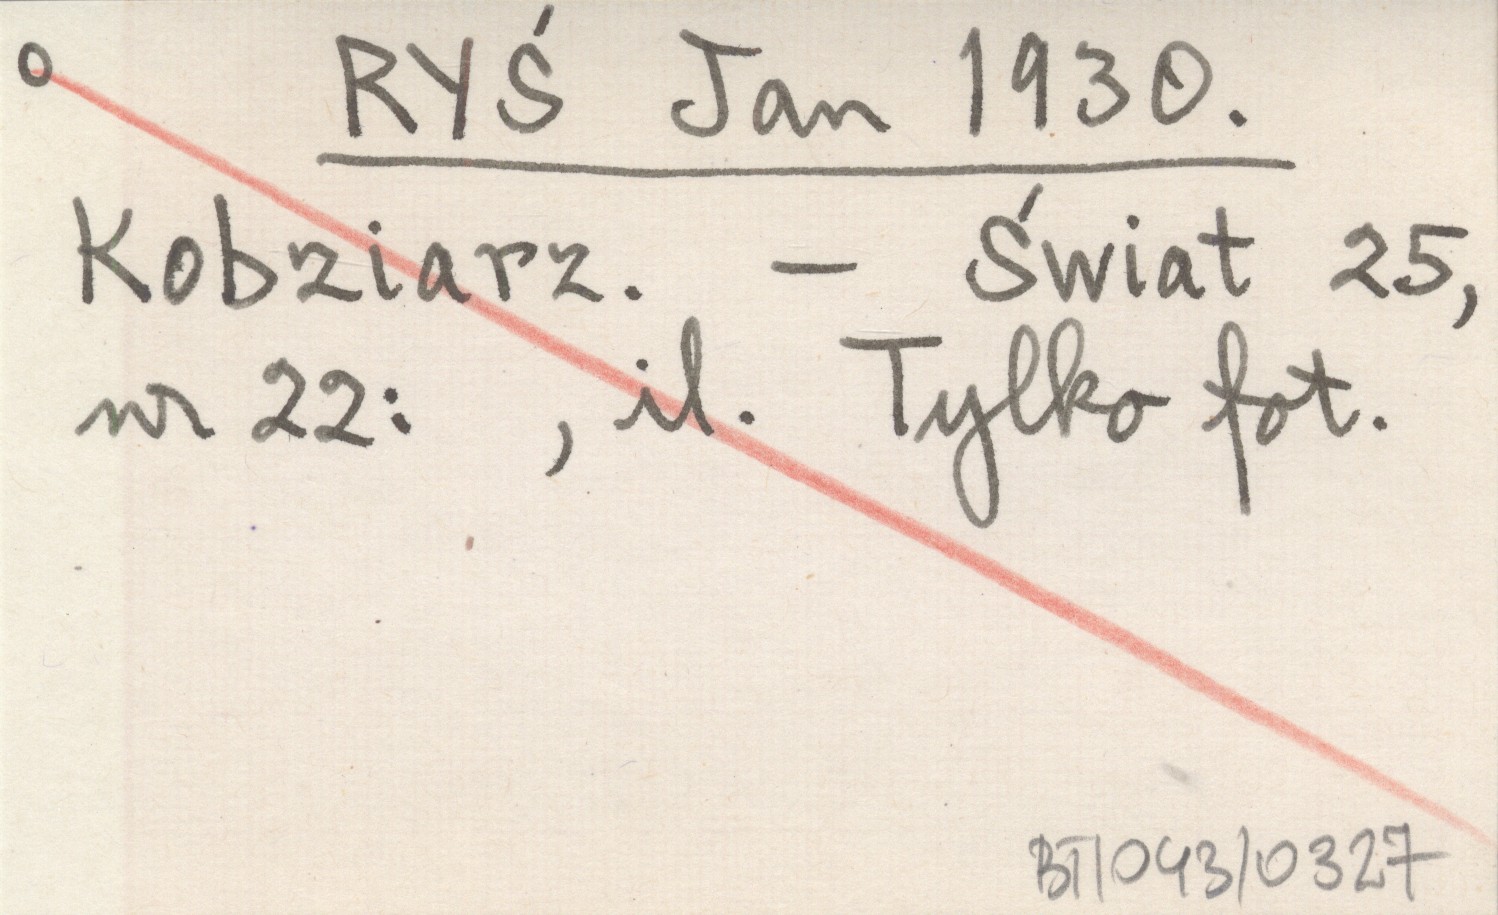 RYŚ Jan 1930.
Kobziarz. – Świat 25,
nr 22: , il. Tylko fot.
BT/043/0327